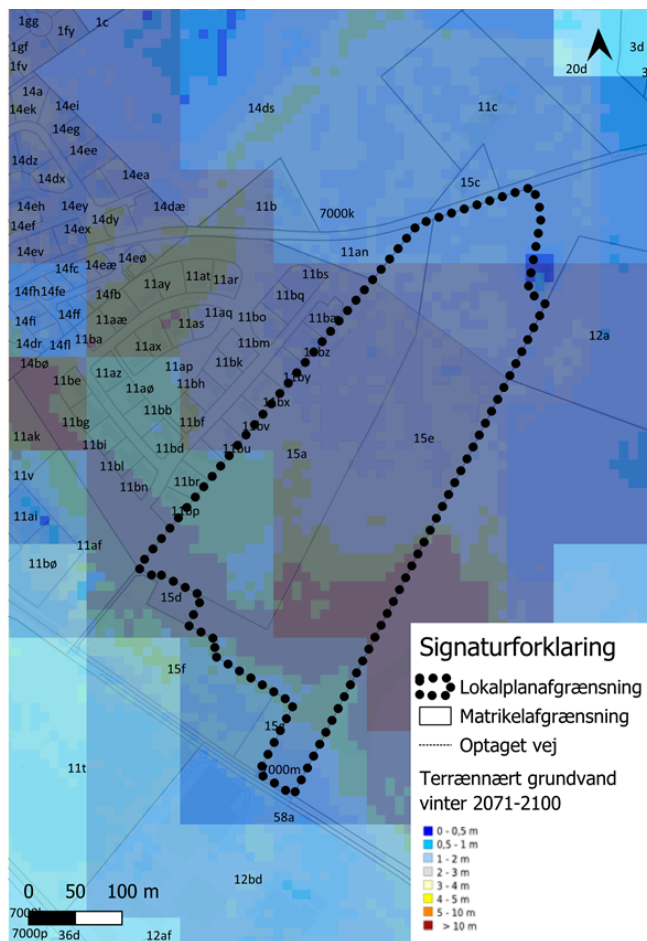 1gg
1fy
1c
1gf
1fv
3d
20d
14a
14ek
14ei
14ds
11c
14eg
14ee
14dz
14dx
14ea
15c
14eh
14ey
14dæ
11b
14ef
14dy
7000k
14ex
14ev
11an
14fc
14eæ
14eø
11at
11ar
11bs
14fh
14fe
14fb
11ay
11bq
14fi
14ff
11aæ
11as
11aq
11bo
11ba
12a
14dr
14fl
11ba
11ax
11bm
11bz
14bø
11az
11ap
11bk
11be
11aø
11bh
11by
11bb
11bx
11ak
11bg
11bf
11bv
15e
11bi
11bd
11bu
15a
11v
11bl
11bn
11br
11ai
11bp
11bø
11af
15d
15f
15g
11t
7000m
58a
12bd
36d
12af
7000p
Signaturforklaring
Lokalplanafgrænsning
Matrikelafgrænsning
Optaget vej
Terrænnært grundvand
vinter 2071-2100
0 - 0,5 m
0,5 - 1 m
1 - 2 m
2 - 3 m
3 - 4 m
4 - 5 m
5 - 10 m
> 10 m
0 50 100 m